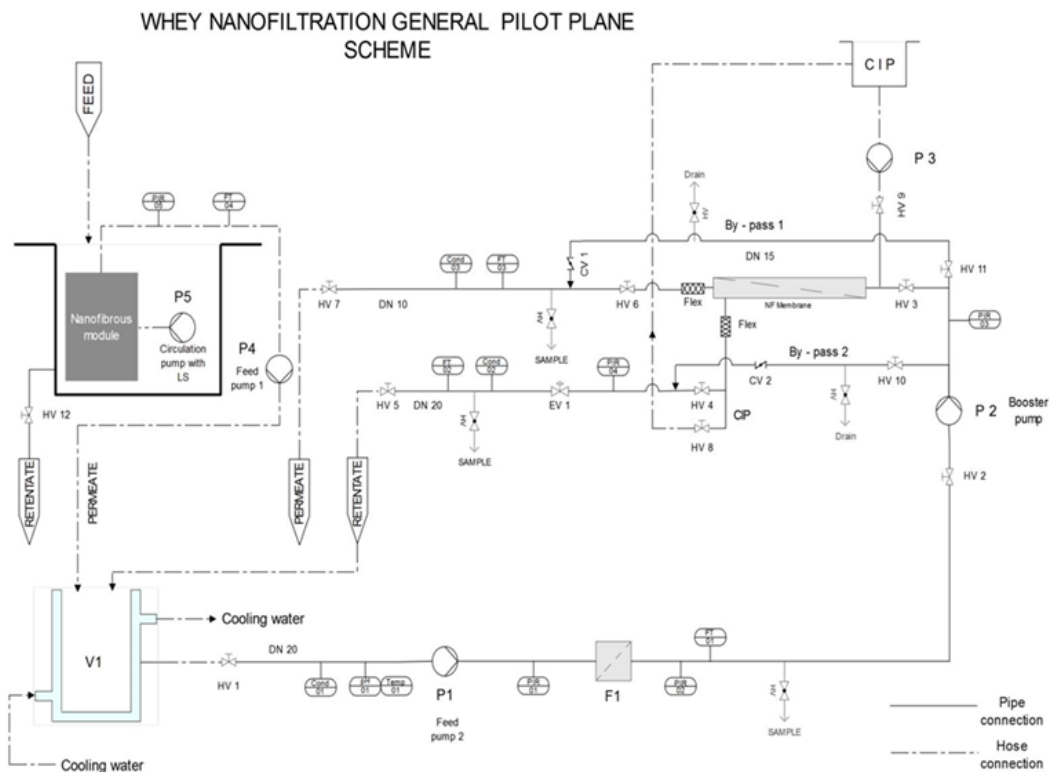 WHEY NANOFILTRATION GENERAL PILOT PLANE
SCHEME
FEED
CIP
P 3
HV 9
Drain
HV
By - pass 1
DN 15
CV 1
HV 11
PIR
05
FT
04
Cond
03
FT
03
HV 7
DN 10
HV 6
Flex
NF Membrane
HV 3
HV
SAMPLE
Flex
PIR
03
P5
Nanofibrous
module
Circulation
pump with
LS
P4
Feed
pump 1
FT
02
Cond
02
PIR
04
By - pass 2
CV 2
HV 10
HV 5
DN 20
EV 1
HV 4
HV
SAMPLE
CIP
HV 8
HV
Drain
P 2
Booster
pump
HV 12
HV 2
RETENTATE
PERMEATE
PERMEATE
RETENTATE
V1
Cooling water
Cooling water
HV 1
DN 20
Cond
01
pH
01
Temp
01
P1
Feed
pump 2
PIR
01
F1
PIR
02
FT
01
HV
SAMPLE
Pipe
connection
Hose
connection